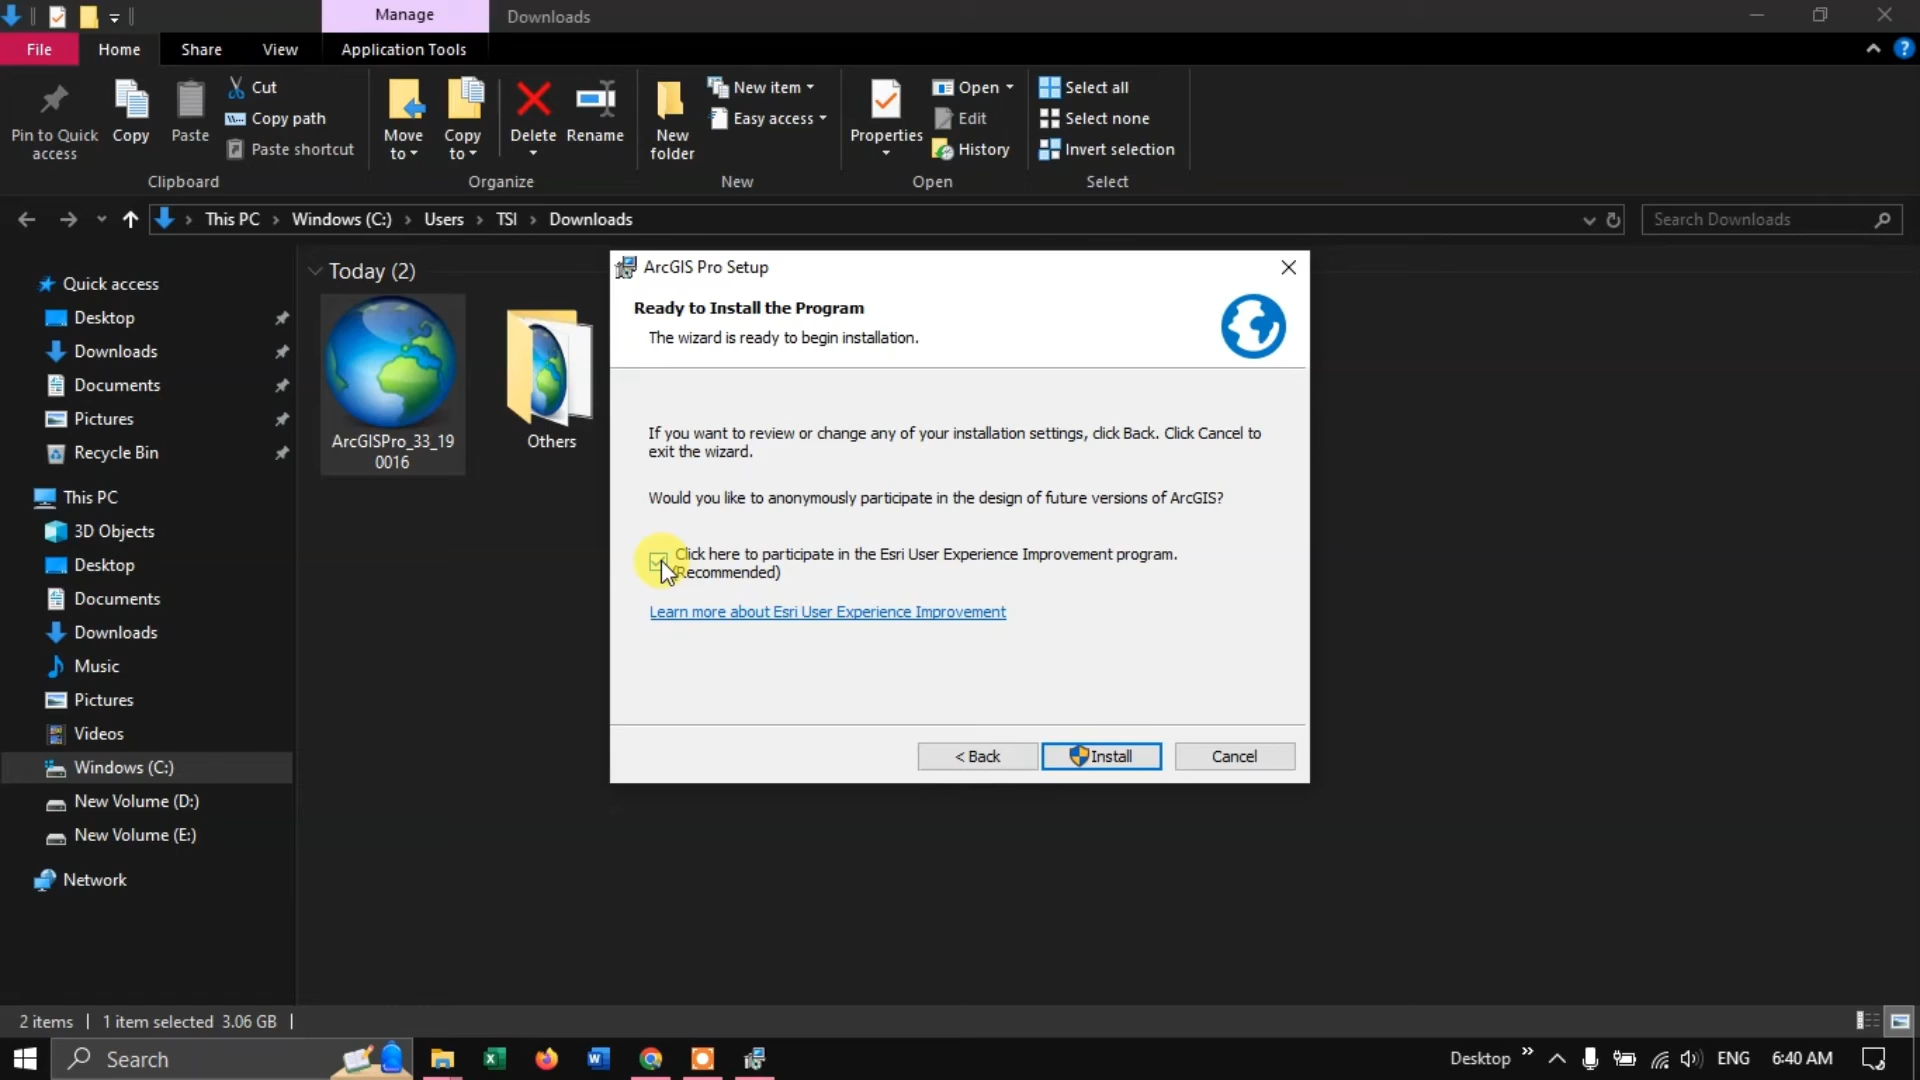 Manage
Downloads
File
Home
Share
View
Application Tools
Pin to Quick
access
Copy
Paste
Cut
Copy path
Paste shortcut
Clipboard
Move
to
Copy
to
Delete
Rename
Organize
New
folder
New item
Easy access
New
Properties
Open
Edit
History
Open
Select all
Select none
Invert selection
Select
This PC
Windows (C:)
Users
TSI
Downloads
Search Downloads
Quick access
Desktop
Downloads
Documents
Pictures
Recycle Bin
This PC
3D Objects
Desktop
Documents
Downloads
Music
Pictures
Videos
Windows (C:)
New Volume (D:)
New Volume (E:)
Network
Today (2)
ArcGISPro_33_19
0016
Others
ArcGIS Pro Setup
Ready to Install the Program
The wizard is ready to begin installation.
If you want to review or change any of your installation settings, click Back. Click Cancel to
exit the wizard.
Would you like to anonymously participate in the design of future versions of ArcGIS?
Click here to participate in the Esri User Experience Improvement program.
(Recommended)
Learn more about Esri User Experience Improvement
< Back
Install
Cancel
2 items
1 item selected 3.06 GB
Search
Desktop
ENG
6:40 AM